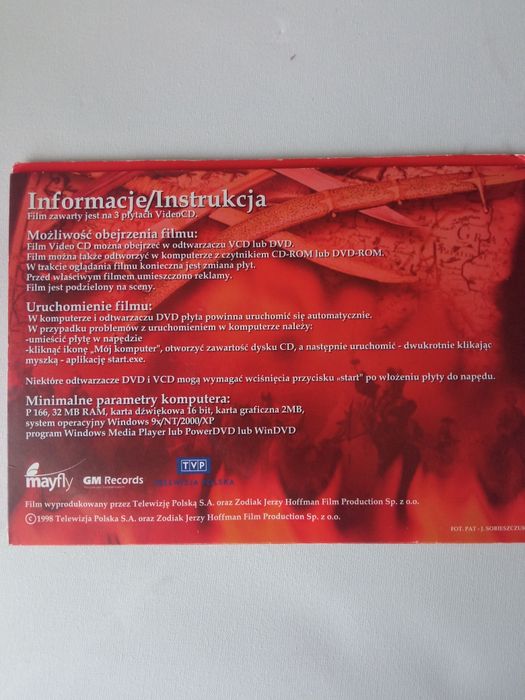 Informacje/Instrukcja
Film zawarty jest na 3 płytach VideoCD.
Możliwość obejrzenia filmu:
Film Video CD można obejrzeć w odtwarzaczu VCD lub DVD.
Film można także odtworzyć w komputerze z czytnikiem CD-ROM lub DVD-ROM.
W trakcie oglądania filmu konieczna jest zmiana płyt.
Przed właściwym filmem umieszczono reklamy.
Film jest podzielony na sceny.
Uruchomienie filmu:
W komputerze i odtwarzaczu DVD płyta powinna uruchomić się automatycznie.
W przypadku problemów z uruchomieniem w komputerze należy:
-umieścić płytę w napędzie
-kliknąć ikonę „Mój komputer", otworzyć zawartość dysku CD, a następnie uruchomić - dwukrotnie klikając
myszką - aplikację start.exe.
Niektóre odtwarzacze DVD i VCD mogą wymagać wciśnięcia przycisku „start" po włożeniu płyty do napędu.
Minimalne parametry komputera:
P 166, 32 MB RAM, karta dźwiękowa 16 bit, karta graficzna 2MB,
system operacyjny Windows 9x/NT/2000/XP
program Windows Media Player lub PowerDVD lub WinDVD
mayfly
GM Records
TVP
TELEWIZJA POLSKA
Film wyprodukowany przez Telewizję Polską S.A. oraz Zodiak Jerzy Hoffman Film Production Sp. z o.o.
©1998 Telewizja Polska S.A. oraz Zodiak Jerzy Hoffman Film Production Sp. z o.o.
FOT. PAT - J. SOBIESZCZUK